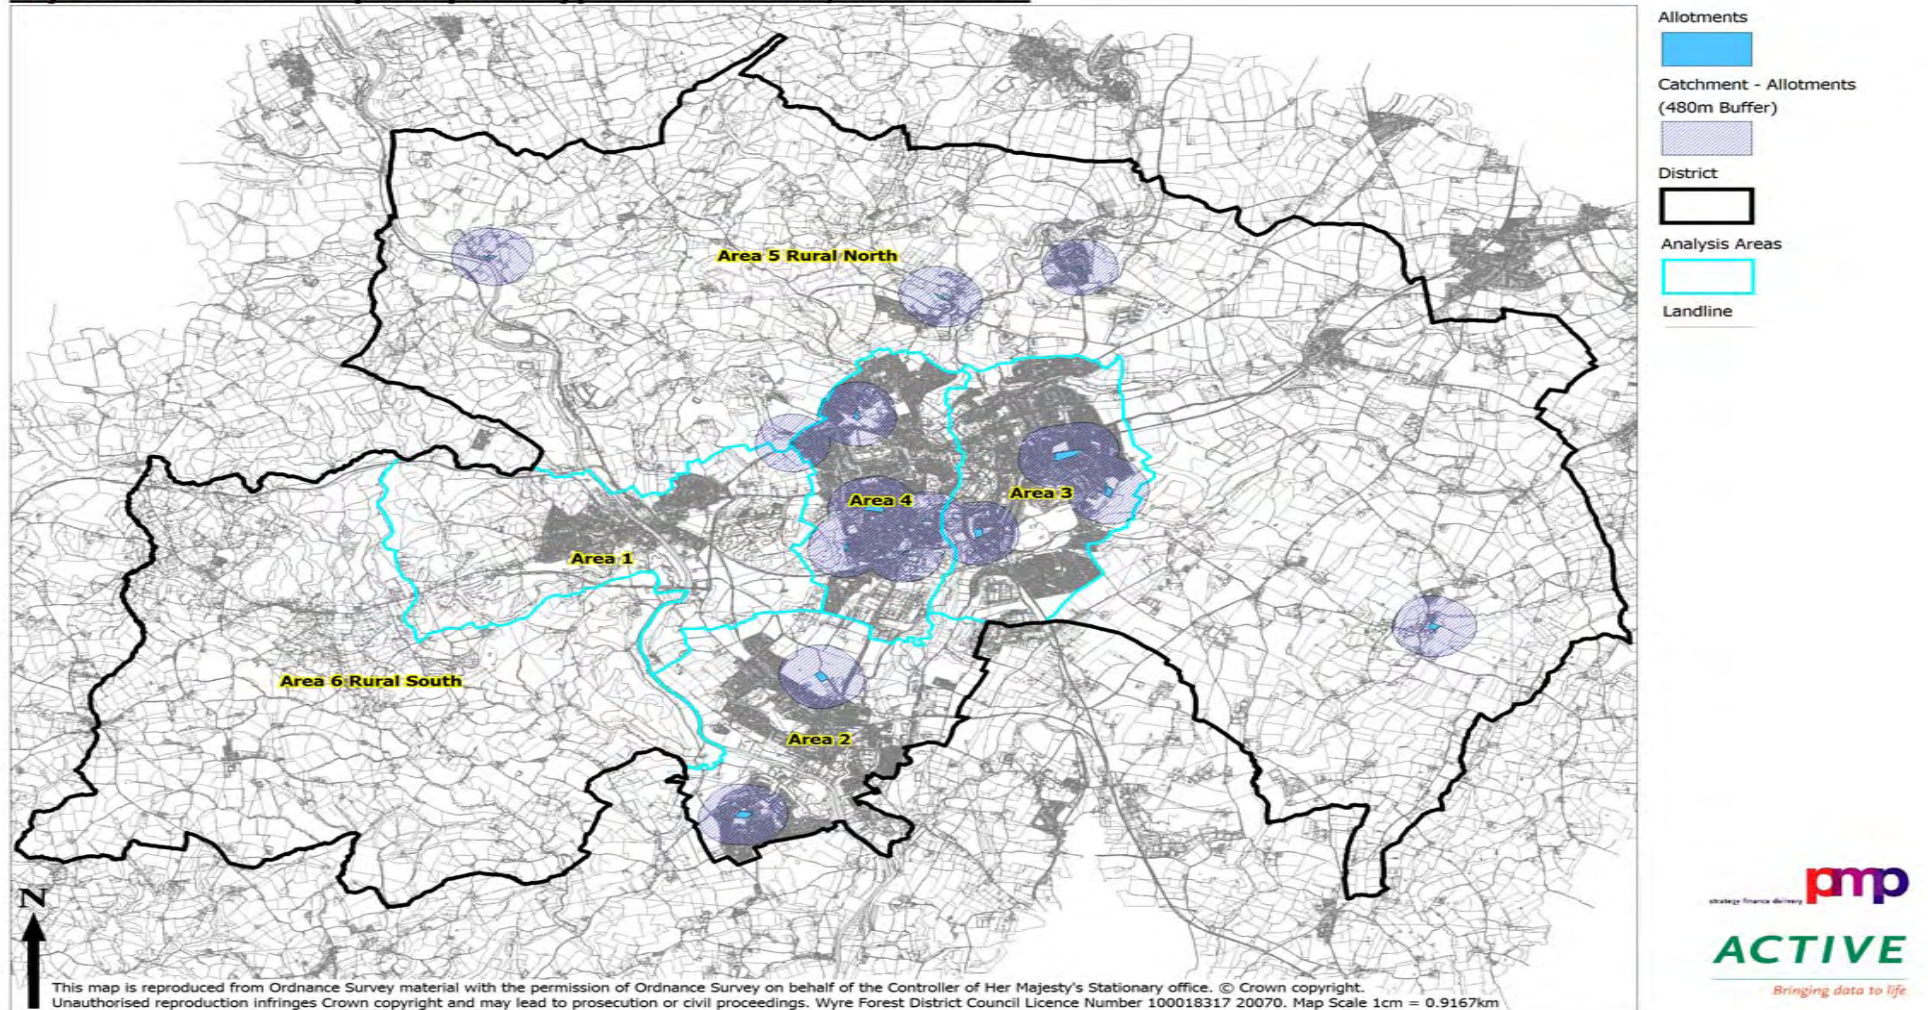 Allotments
Catchment - Allotments
(480m Buffer)
District
Analysis Areas
Landline
Area 5 Rural North
Area 4
Area 3
Area 1
Area 6 Rural South
Area 2
N
This map is reproduced from Ordnance Survey material with the permission of Ordnance Survey on behalf of the Controller of Her Majesty's Stationary office. © Crown copyright.
Unauthorised reproduction infringes Crown copyright and may lead to prosecution or civil proceedings. Wyre Forest District Council Licence Number 100018317 20070. Map Scale 1cm = 0.9167km
strategy finance delivery pmp
ACTIVE
Bringing data to life